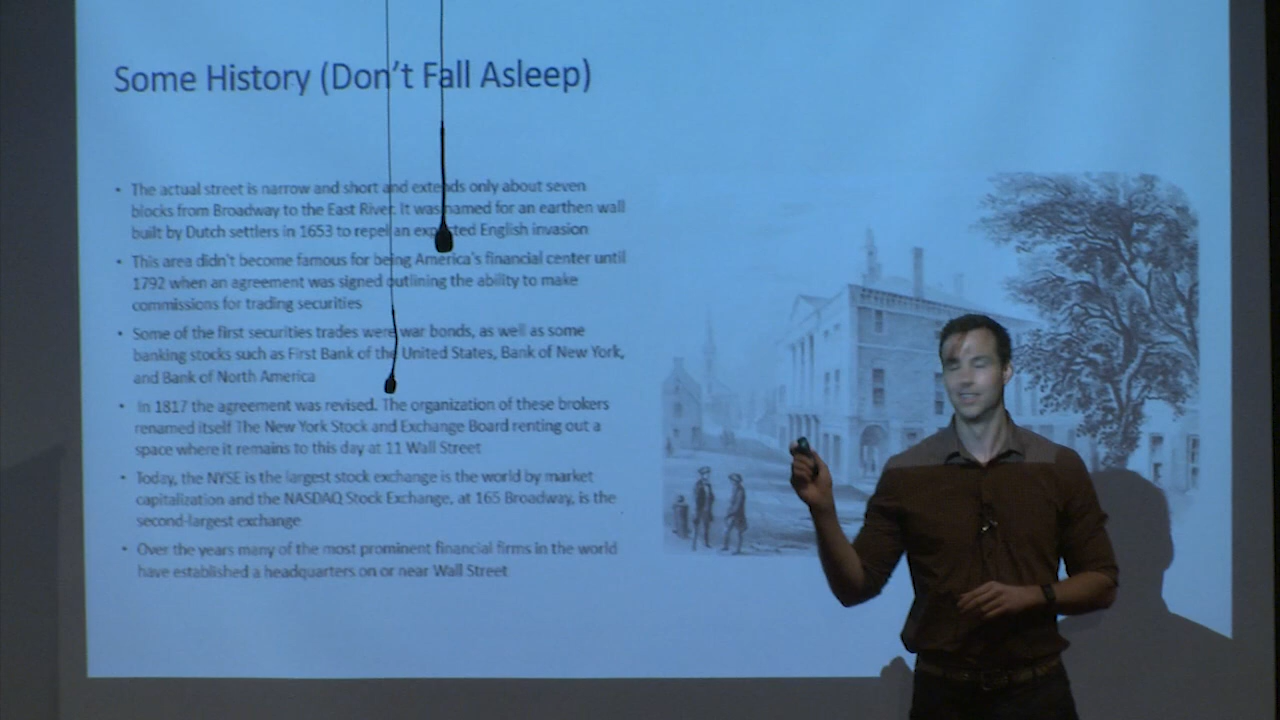 Some History (Don't Fall Asleep)
• The actual street is narrow and short and extends only about seven
blocks from Broadway to the East River. It was named for an earthen wall
built by Dutch settlers in 1653 to repel an expected English invasion
• This area didn't become famous for being America's financial center until
1792 when an agreement was signed outlining the ability to make
commissions for trading securities
• Some of the first securities trades were war bonds, as well as some
banking stocks such as First Bank of the United States, Bank of New York,
and Bank of North America
• In 1817 the agreement was revised. The organization of these brokers
renamed itself The New York Stock and Exchange Board renting out a
space where it remains to this day at 11 Wall Street
• Today, the NYSE is the largest stock exchange is the world by market
capitalization and the NASDAQ Stock Exchange, at 165 Broadway, is the
second-largest exchange
• Over the years many of the most prominent financial firms in the world
have established a headquarters on or near Wall Street